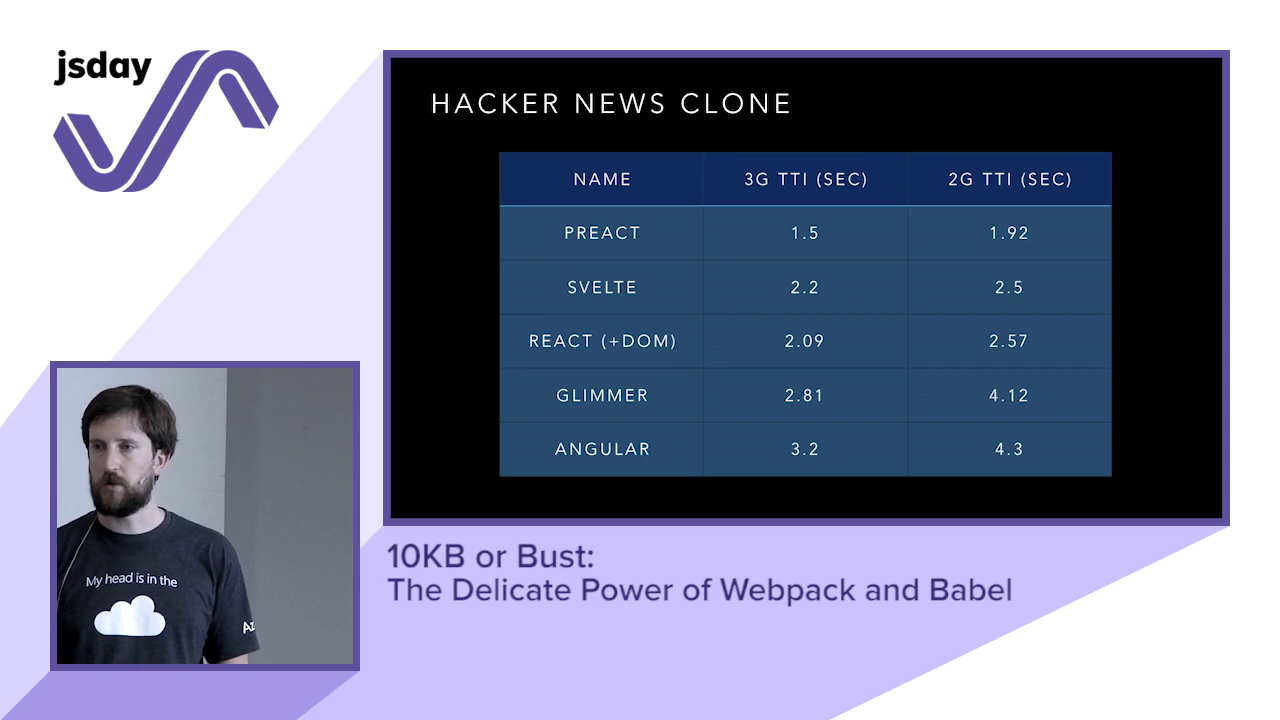 jsday
HACKER NEWS CLONE
NAME 3G TTI (SEC) 2G TTI (SEC)
PREACT 1.5 1.92
SVELTE 2.2 2.5
REACT (+DOM) 2.09 2.57
GLIMMER 2.81 4.12
ANGULAR 3.2 4.3
My head is in the
10KB or Bust:
The Delicate Power of Webpack and Babel